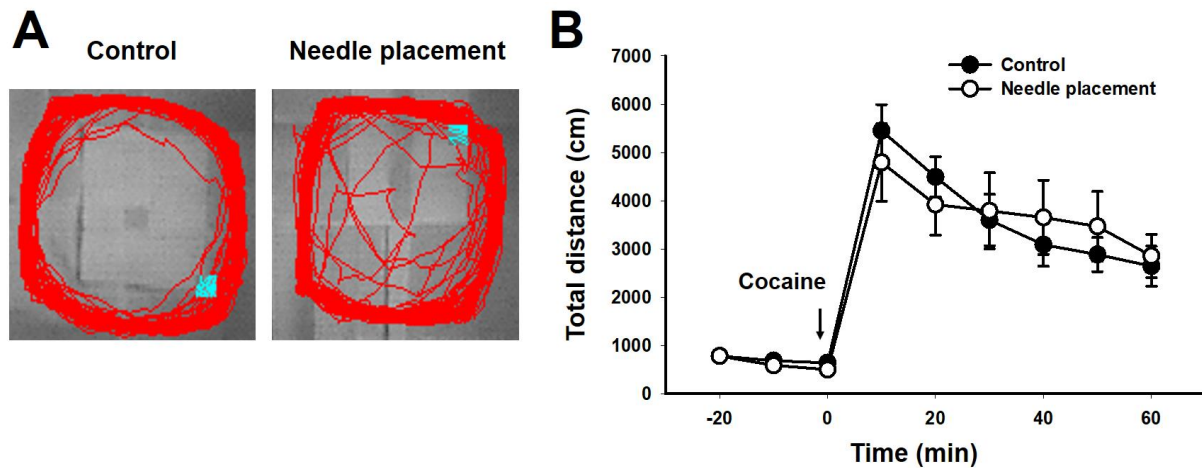 A
Control
Needle placement
B
Total distance (cm)
7000
6000
5000
4000
3000
2000
1000
0
Control
Needle placement
Cocaine
-20
0
20
40
60
Time (min)